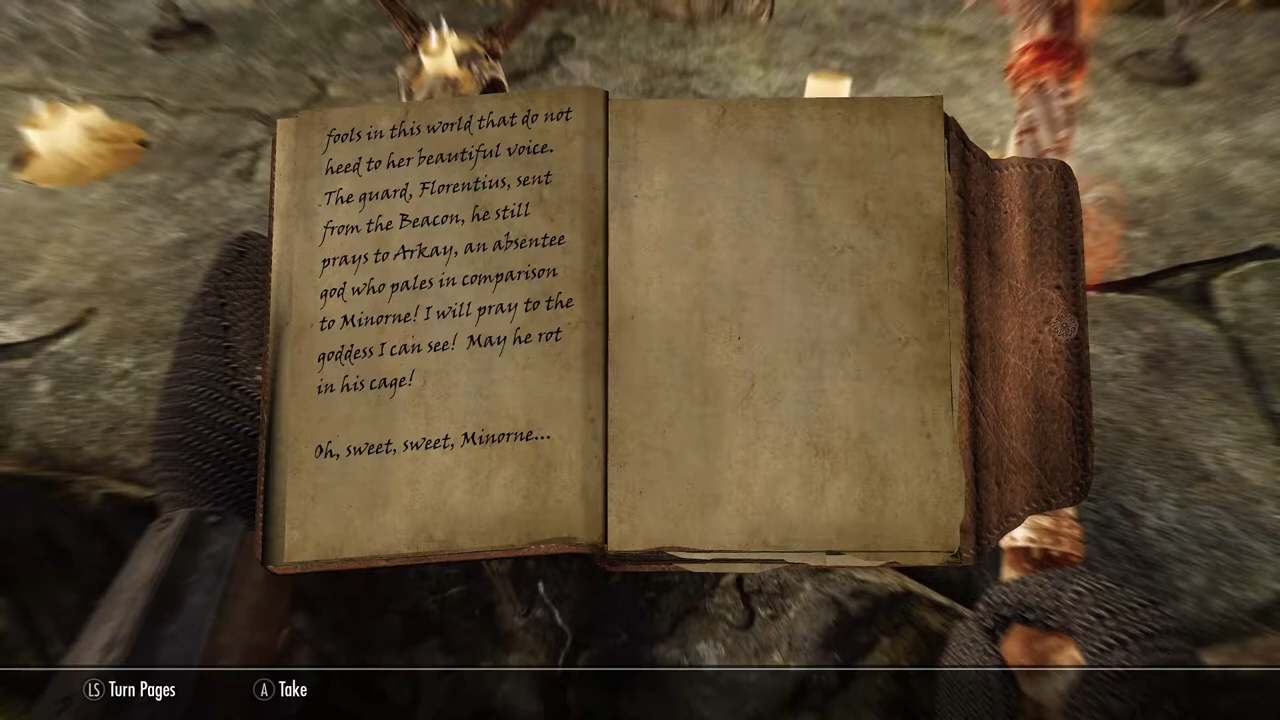 fools in this world that do not
heed to her beautiful voice.
The guard, Florentius, sent
from the Beacon, he still
prays to Arkay, an absentee
god who pales in comparison
to Minorne! I will pray to the
goddess I can see! May he rot
in his cage!
Oh, sweet, sweet, Minorne...
LS Turn Pages
A Take